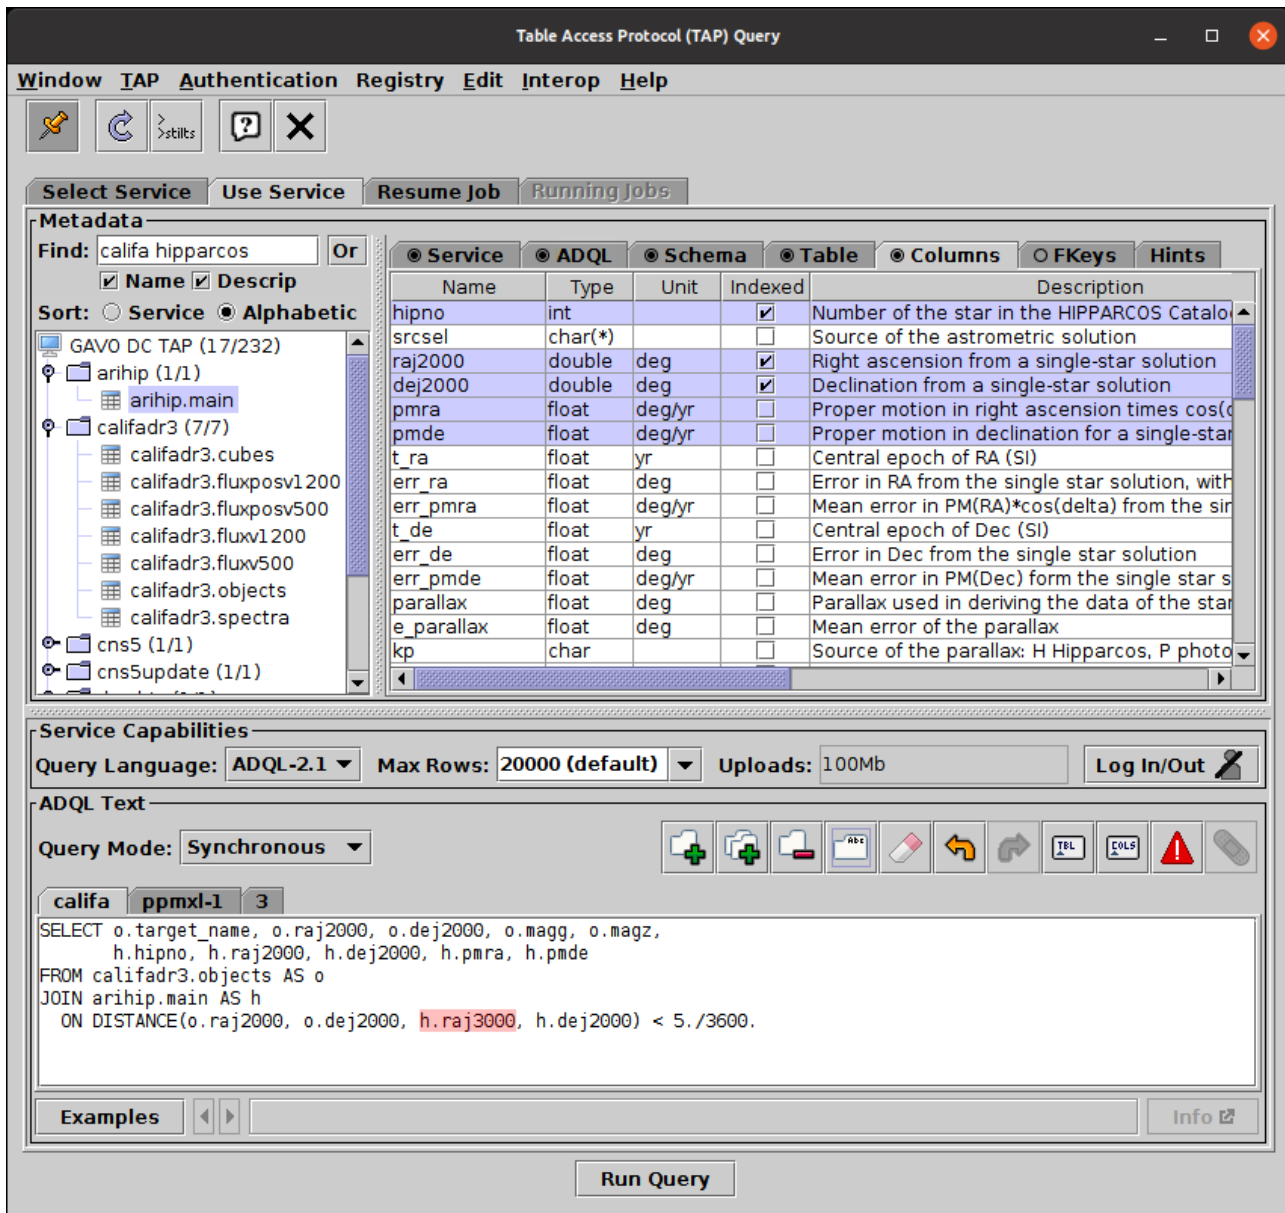 Table Access Protocol (TAP) Query
Window TAP Authentication Registry Edit Interop Help
>
>stilts
Select Service Use Service Resume Job Running Jobs
Metadata
Find: califa hipparcos Or
Name Descrip
Sort: Service Alphabetic
GAVO DC TAP (17/232)
arihip (1/1)
arihip.main
califadr3 (7/7)
califadr3.cubes
califadr3.fluxposv1200
califadr3.fluxposv500
califadr3.fluxv1200
califadr3.fluxv500
califadr3.objects
califadr3.spectra
cns5 (1/1)
cns5update (1/1)
Service ADQL Schema Table Columns FKeys Hints
Name Type Unit Indexed Description
hipno int Number of the star in the HIPPARCOS Catalo
srcsel char(*) Source of the astrometric solution
raj2000 double deg Right ascension from a single-star solution
dej2000 double deg Declination from a single-star solution
pmra float deg/yr Proper motion in right ascension times cos(d
pmde float deg/yr Proper motion in declination for a single-star
t_ra float yr Central epoch of RA (SI)
err_ra float deg Error in RA from the single star solution, with
err_pmra float deg/yr Mean error in PM(RA)*cos(delta) from the sin
t_de float yr Central epoch of Dec (SI)
err_de float deg Error in Dec from the single star solution
err_pmde float deg/yr Mean error in PM(Dec) form the single star s
parallax float deg Parallax used in deriving the data of the star
e_parallax float deg Mean error of the parallax
kp char Source of the parallax: H Hipparcos, P photo
Service Capabilities
Query Language: ADQL-2.1 Max Rows: 20000 (default) Uploads: 100Mb Log In/Out
ADQL Text
Query Mode: Synchronous Abc TBL COLS
califa ppmxl-1 3
SELECT o.target_name, o.raj2000, o.dej2000, o.magg, o.magz,
h.hipno, h.raj2000, h.dej2000, h.pmra, h.pmde
FROM califadr3.objects AS o
JOIN arihip.main AS h
ON DISTANCE(o.raj2000, o.dej2000, h.raj3000, h.dej2000) < 5./3600.
Examples Info
Run Query